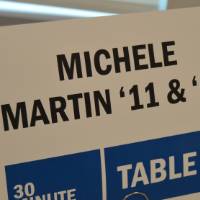 MICHELE
MARTIN '11 & '
30
MINUTE
TABLE